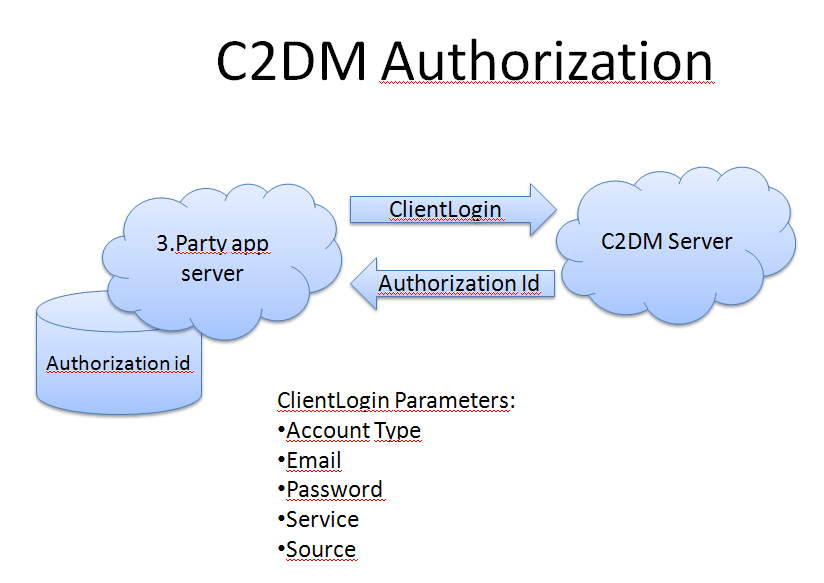 C2DM Authorization
3.Party app
server
ClientLogin
C2DM Server
Authorization Id
Authorization id
ClientLogin Parameters:
•Account Type
•Email
•Password
•Service
•Source